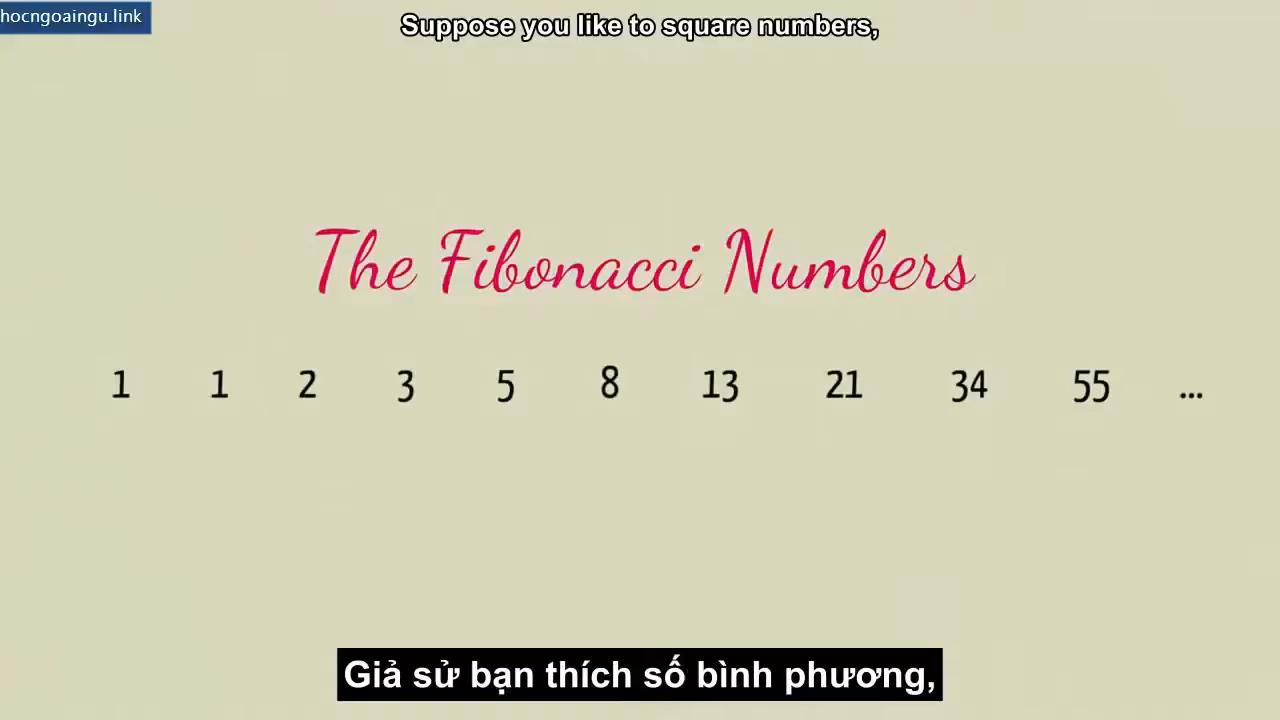 hocngoaingu.link
Suppose you like to square numbers,
The Fibonacci Numbers
1 1 2 3 5 8 13 21 34 55 ...
Giả sử bạn thích số bình phương,